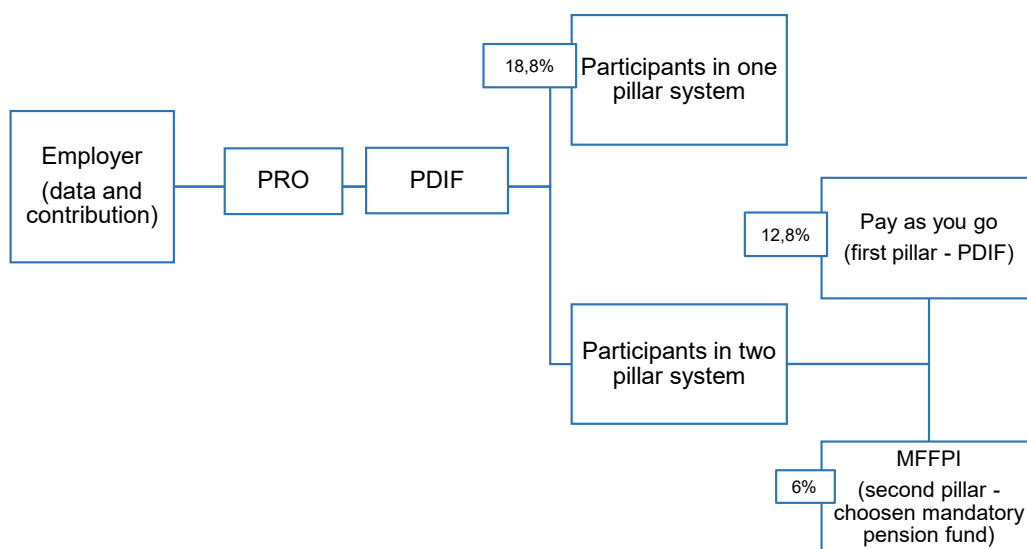 18,8%
Participants in one
pillar system
Employer
(data and
contribution)
PRO
PDIF
12,8%
Pay as you go
(first pillar - PDIF)
Participants in two
pillar system
6%
MFFPI
(second pillar -
choosen mandatory
pension fund)